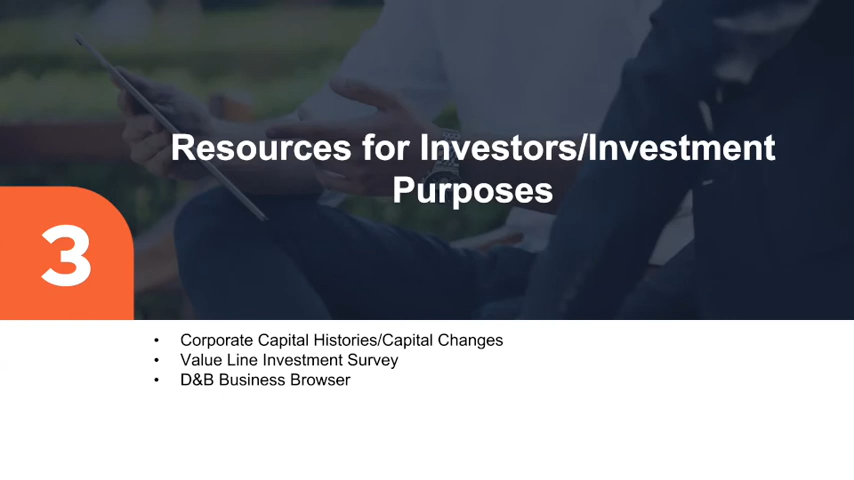 Resources for Investors/Investment
Purposes
3
• Corporate Capital Histories/Capital Changes
• Value Line Investment Survey
• D&B Business Browser